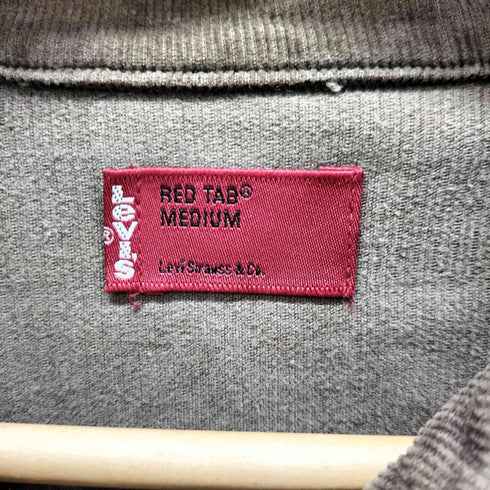 LEVI'S®
RED TAB®
MEDIUM
Levi Strauss & Co.